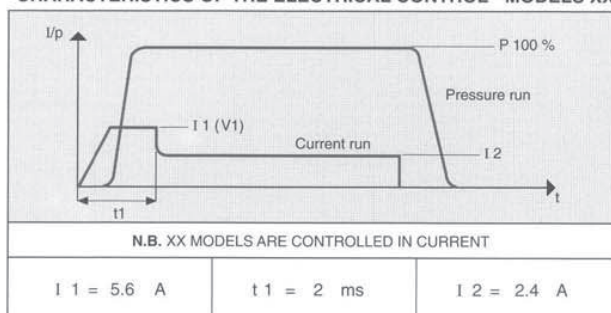 CHARACTERISTICS OF THE ELECTRICAL CONTROL - MODELS XX
I/p
P 100 %
Pressure run
I 1 (V1)
Current run
I 2
t
t1
N.B. XX MODELS ARE CONTROLLED IN CURRENT
I 1 = 5.6 A
t 1 = 2 ms
I 2 = 2.4 A